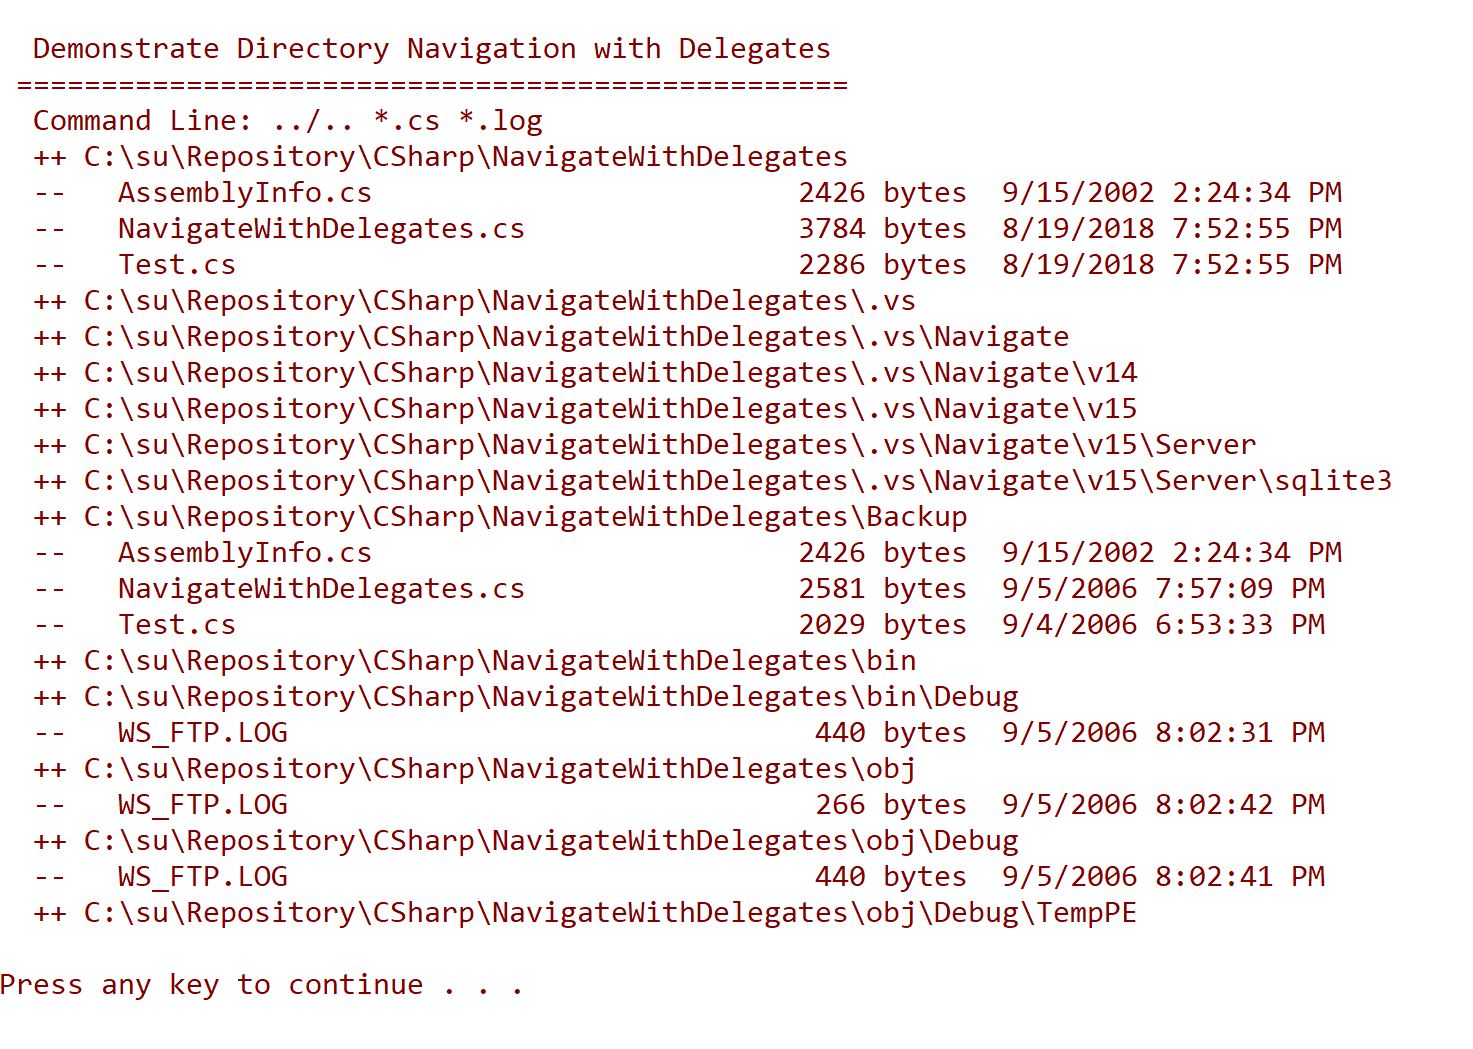 Demonstrate Directory Navigation with Delegates
=================================================
Command Line: ../.. *.cs *.log
++ C:\su\Repository\CSharp\NavigateWithDelegates
--   AssemblyInfo.cs                         2426 bytes  9/15/2002 2:24:34 PM
--   NavigateWithDelegates.cs                3784 bytes  8/19/2018 7:52:55 PM
--   Test.cs                                 2286 bytes  8/19/2018 7:52:55 PM
++ C:\su\Repository\CSharp\NavigateWithDelegates\.vs
++ C:\su\Repository\CSharp\NavigateWithDelegates\.vs\Navigate
++ C:\su\Repository\CSharp\NavigateWithDelegates\.vs\Navigate\v14
++ C:\su\Repository\CSharp\NavigateWithDelegates\.vs\Navigate\v15
++ C:\su\Repository\CSharp\NavigateWithDelegates\.vs\Navigate\v15\Server
++ C:\su\Repository\CSharp\NavigateWithDelegates\.vs\Navigate\v15\Server\sqlite3
++ C:\su\Repository\CSharp\NavigateWithDelegates\Backup
--   AssemblyInfo.cs                         2426 bytes  9/15/2002 2:24:34 PM
--   NavigateWithDelegates.cs                2581 bytes  9/5/2006 7:57:09 PM
--   Test.cs                                 2029 bytes  9/4/2006 6:53:33 PM
++ C:\su\Repository\CSharp\NavigateWithDelegates\bin
++ C:\su\Repository\CSharp\NavigateWithDelegates\bin\Debug
--   WS_FTP.LOG                               440 bytes  9/5/2006 8:02:31 PM
++ C:\su\Repository\CSharp\NavigateWithDelegates\obj
--   WS_FTP.LOG                               266 bytes  9/5/2006 8:02:42 PM
++ C:\su\Repository\CSharp\NavigateWithDelegates\obj\Debug
--   WS_FTP.LOG                               440 bytes  9/5/2006 8:02:41 PM
++ C:\su\Repository\CSharp\NavigateWithDelegates\obj\Debug\TempPE
Press any key to continue . . .